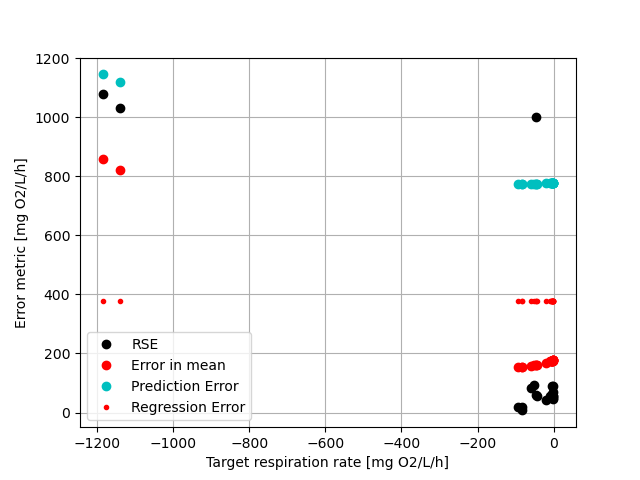 1200
1000
800
600
400
200
0
Error metric [mg O2/L/h]
RSE
Error in mean
Prediction Error
Regression Error
−1200 −1000 −800 −600 −400 −200 0
Target respiration rate [mg O2/L/h]